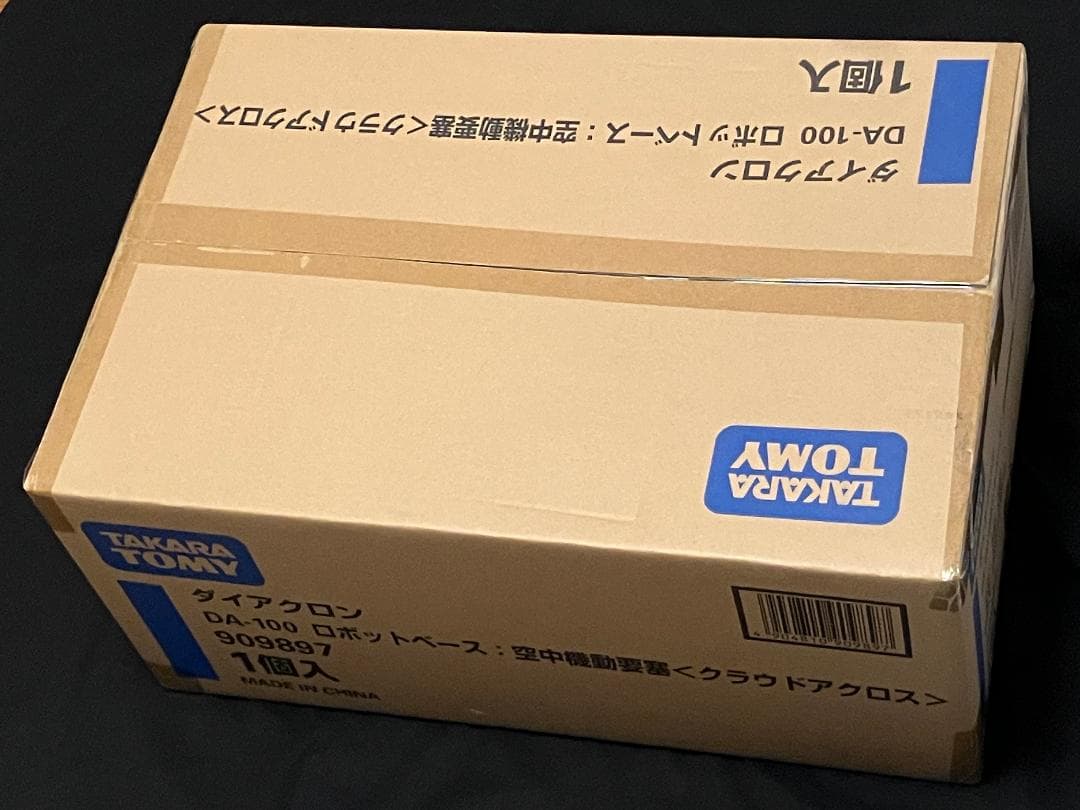 1個入
DA-100 ロボットベース：空中機動要塞<クラウドアクロス>
ダイアクロン
TAKARA
TOMY
TAKARA
TOMY
ダイアクロン
DA-100 ロボットベース：空中機動要塞<クラウドアクロス>
909897
1個入
MADE IN CHINA
4 904810 909897